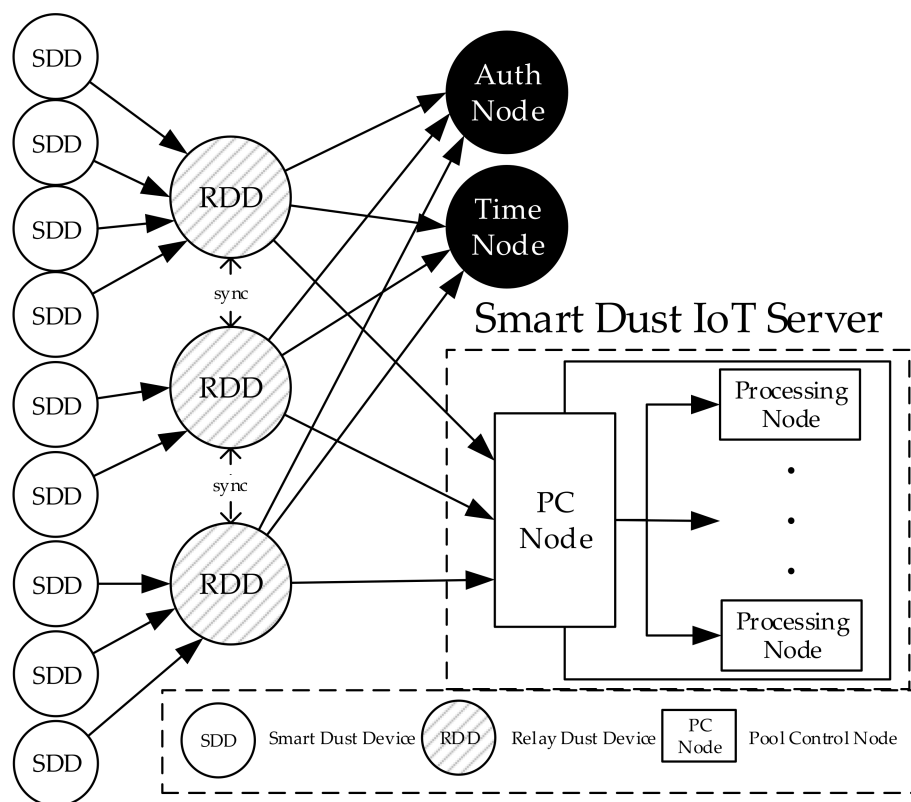 SDD
SDD
SDD
SDD
SDD
SDD
SDD
SDD
SDD
RDD
sync
RDD
sync
RDD
Auth
Node
Time
Node
Smart Dust IoT Server
PC
Node
Processing
Node
Processing
Node
SDD
Smart Dust Device
RDD
Relay Dust Device
PC
Node
Pool Control Node